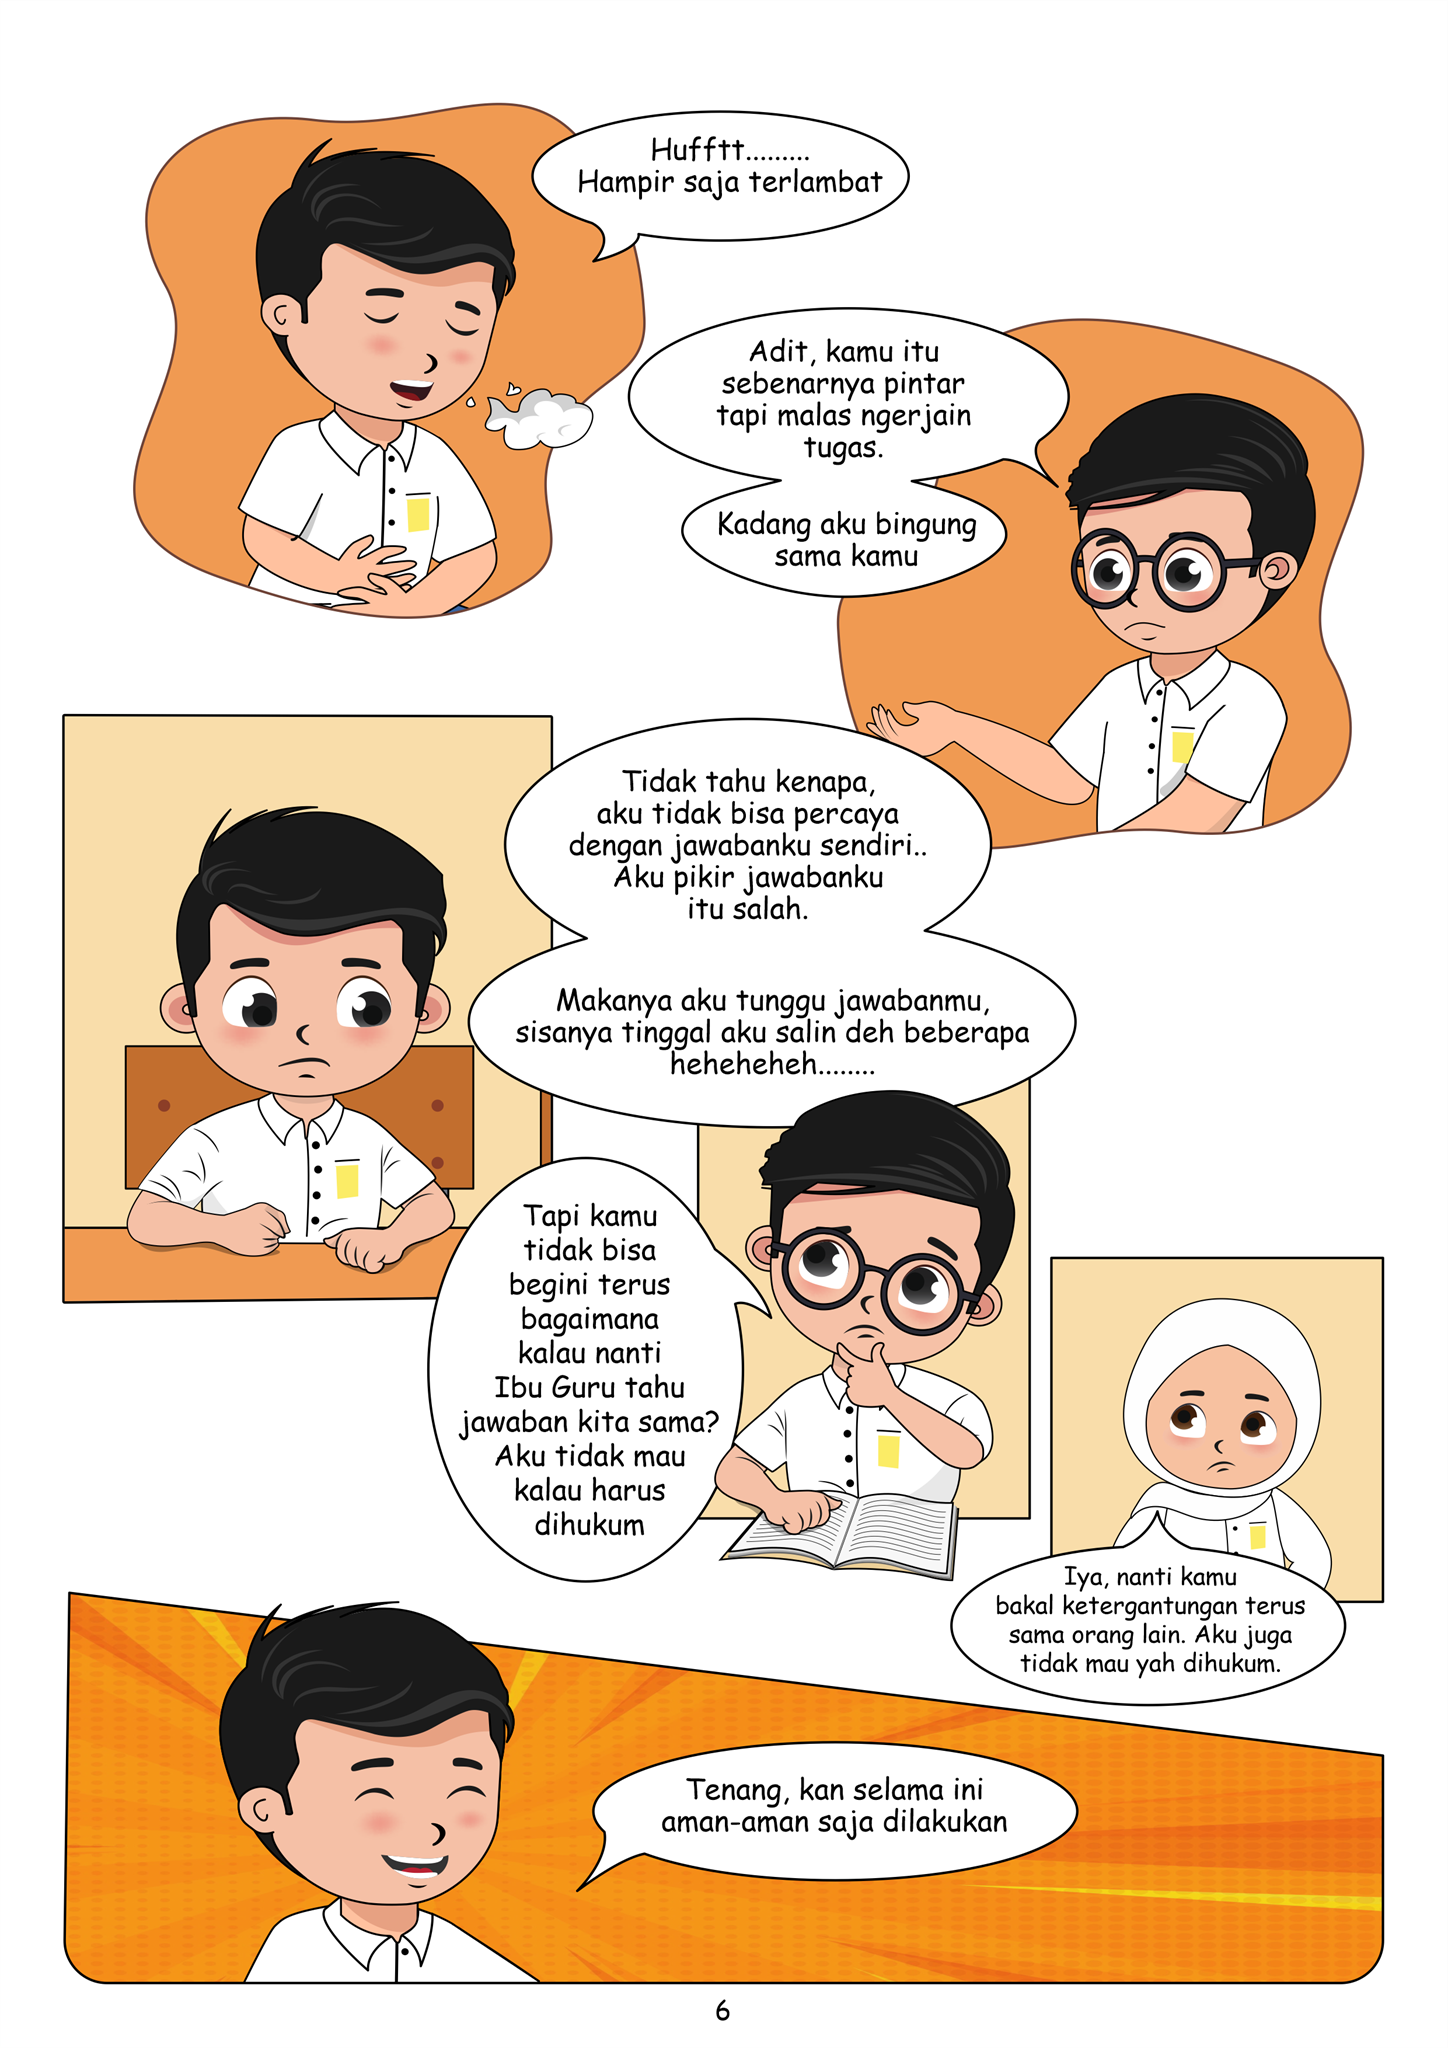 Hufftt.........
Hampir saja terlambat
Adit, kamu itu
sebenarnya pintar
tapi malas ngerjain
tugas.
Kadang aku bingung
sama kamu
Tidak tahu kenapa,
aku tidak bisa percaya
dengan jawabanku sendiri..
Aku pikir jawabanku
itu salah.
Makanya aku tunggu jawabanmu,
sisanya tinggal aku salin deh beberapa
heheheheh........
Tapi kamu
tidak bisa
begini terus
bagaimana
kalau nanti
Ibu Guru tahu
jawaban kita sama?
Aku tidak mau
kalau harus
dihukum
Iya, nanti kamu
bakal ketergantungan terus
sama orang lain. Aku juga
tidak mau yah dihukum.
Tenang, kan selama ini
aman-aman saja dilakukan
6